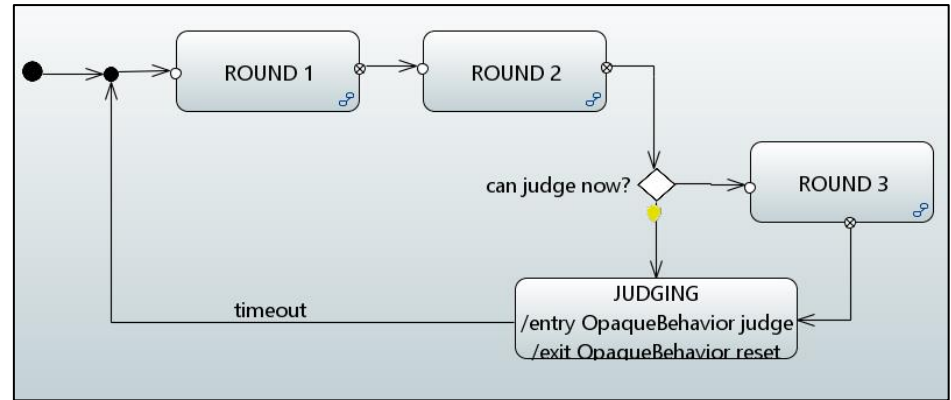 ROUND 1
ROUND 2
can judge now?
ROUND 3
JUDGING
/entry OpaqueBehavior judge
/exit OpaqueBehavior reset
timeout